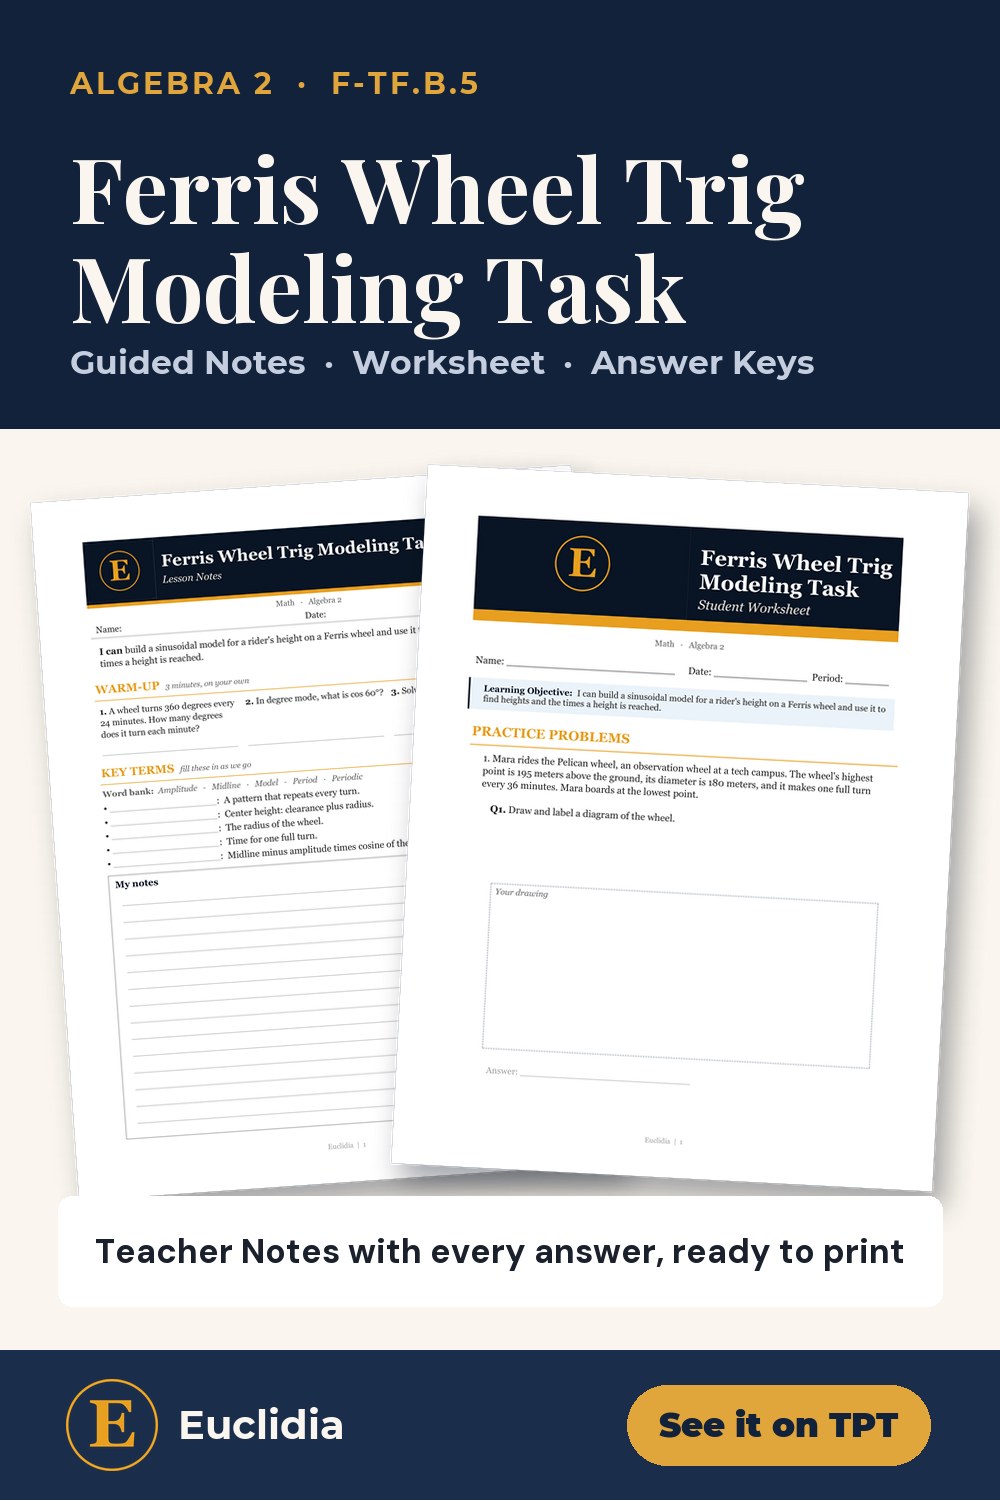 ALGEBRA 2 · F-TF.B.5
Ferris Wheel Trig
Modeling Task
Guided Notes · Worksheet · Answer Keys
E
Ferris Wheel Trig Modeling Ta
Lesson Notes
Math · Algebra 2
Name:
Date:
I can build a sinusoidal model for a rider's height on a Ferris wheel and use it
times a height is reached.
WARM-UP 3 minutes, on your own
1. A wheel turns 360 degrees every
24 minutes. How many degrees
does it turn each minute?
2. In degree mode, what is cos 60°?
3. Solv
KEY TERMS fill these in as we go
Word bank: Amplitude · Midline · Model · Period · Periodic
• ____: A pattern that repeats every turn.
• ____: Center height: clearance plus radius.
• ____: The radius of the wheel.
• ____: Time for one full turn.
• ____: Midline minus amplitude times cosine of the
My notes
Euclidia | 1
E
Ferris Wheel Trig
Modeling Task
Student Worksheet
Math · Algebra 2
Name: ____ Date: ____ Period: ____
Learning Objective: I can build a sinusoidal model for a rider's height on a Ferris wheel and use it to
find heights and the times a height is reached.
PRACTICE PROBLEMS
1. Mara rides the Pelican wheel, an observation wheel at a tech campus. The wheel's highest
point is 195 meters above the ground, its diameter is 180 meters, and it makes one full turn
every 36 minutes. Mara boards at the lowest point.
Q1. Draw and label a diagram of the wheel.
Your drawing
Answer: ____
Euclidia | 1
Teacher Notes with every answer, ready to print
E
Euclidia
See it on TPT